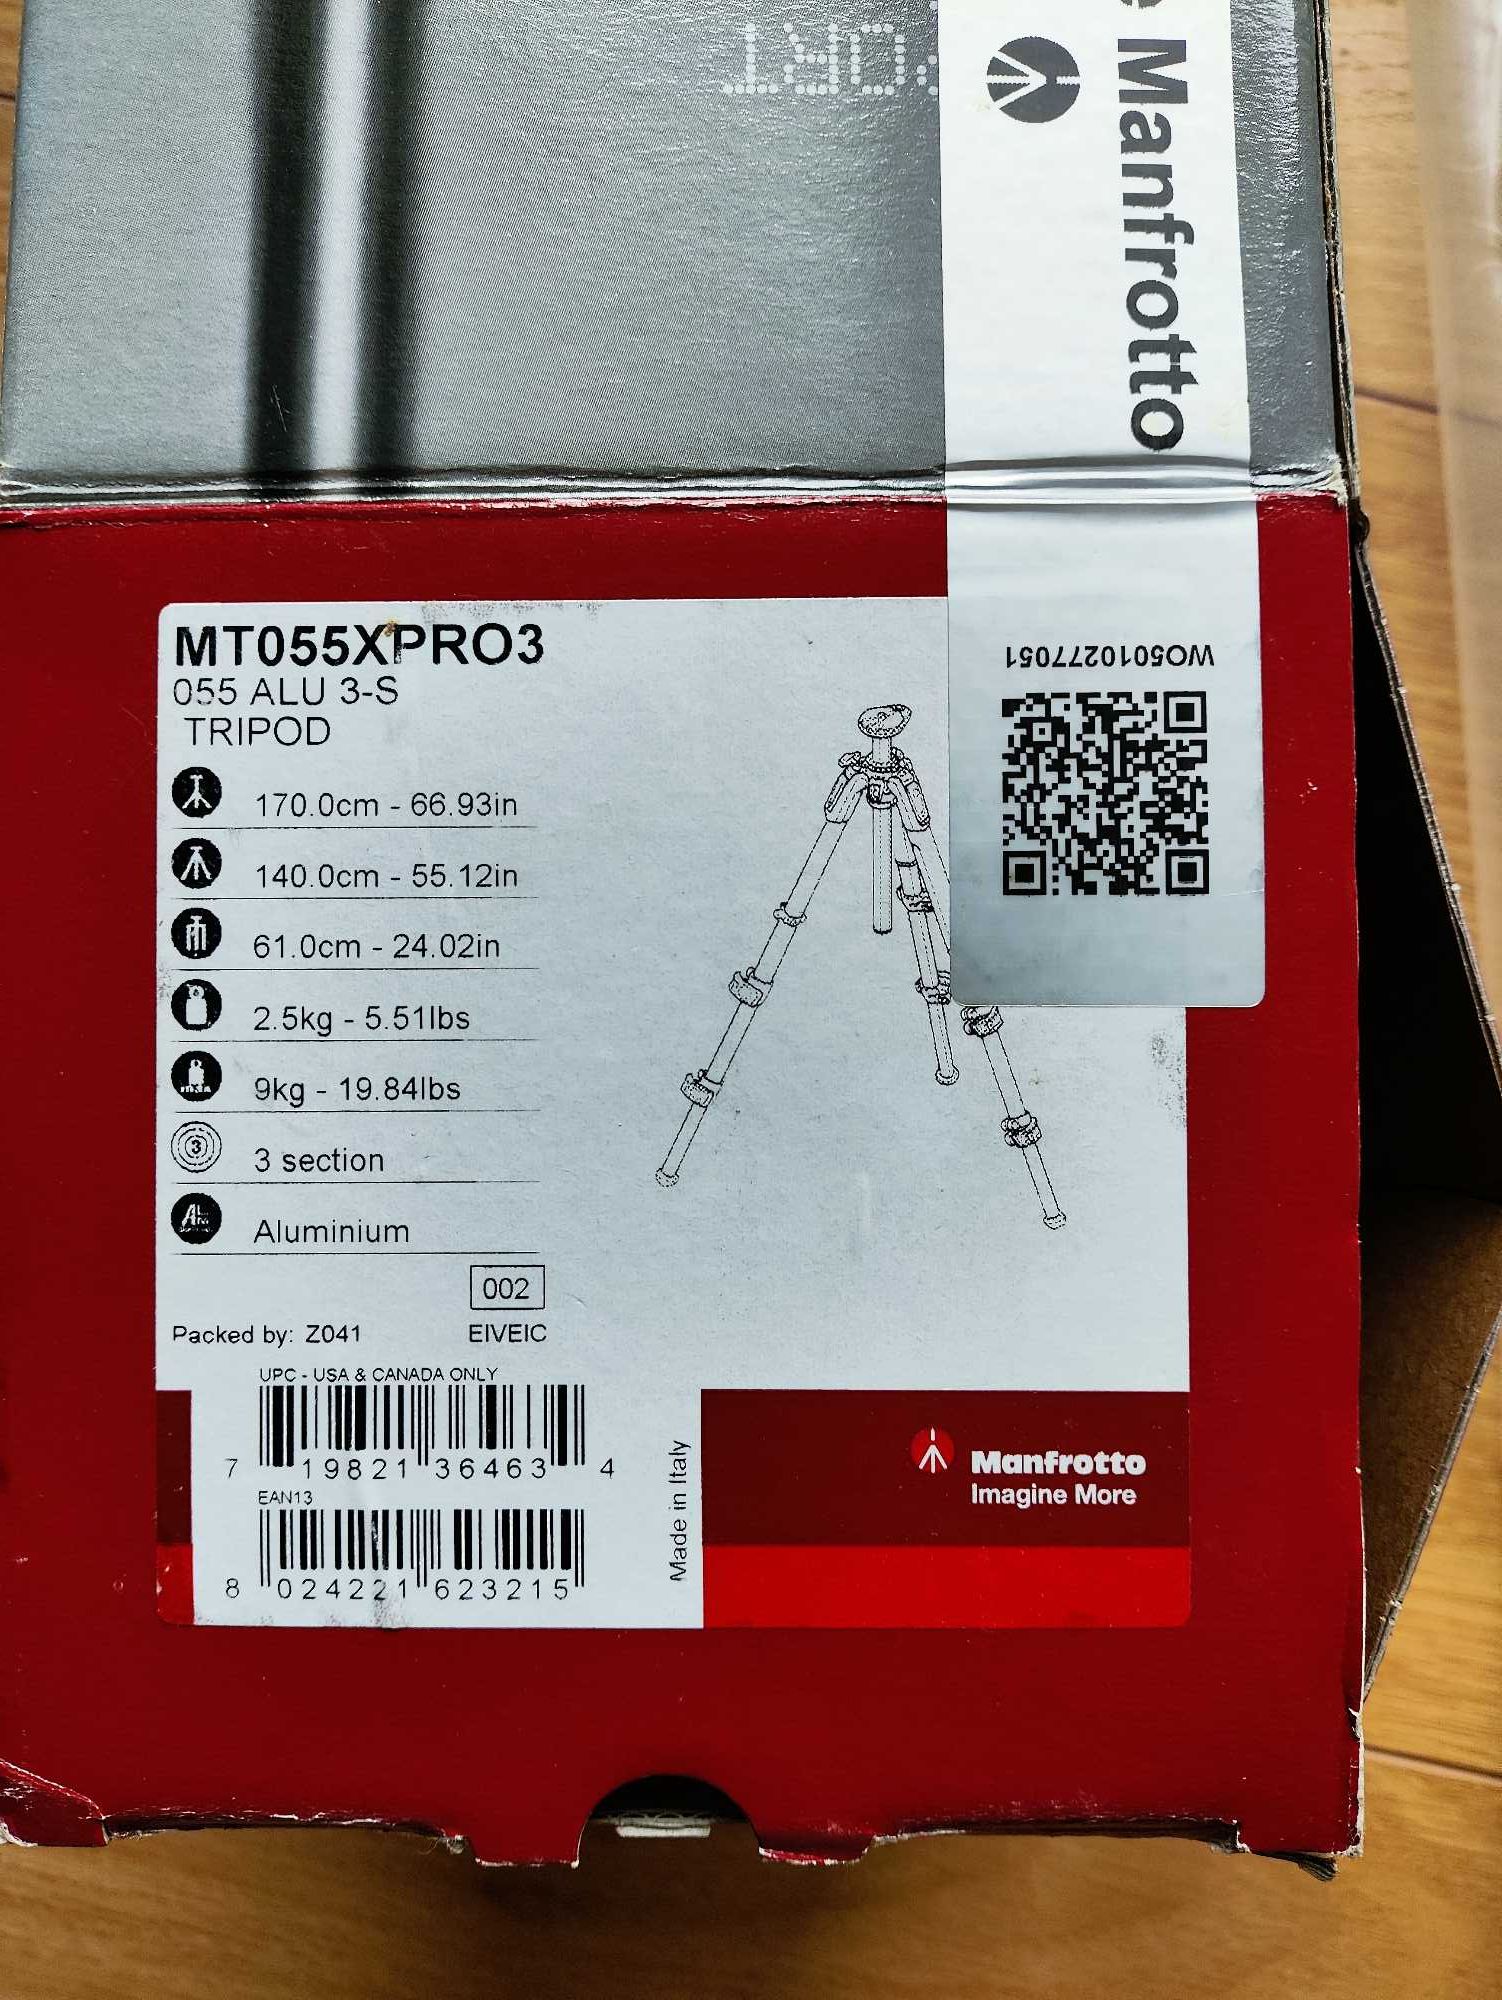 Manfrotto
WO5010277051
MT055XPRO3
055 ALU 3-S
TRIPOD
170.0cm - 66.93in
140.0cm - 55.12in
61.0cm - 24.02in
2.5kg - 5.51lbs
9kg - 19.84lbs
3
3 section
Aluminium
002
Packed by: Z041
EIVEIC
UPC - USA & CANADA ONLY
7 19821 36463 4
EAN13
8 024221 623215
Made in Italy
Manfrotto
Imagine More